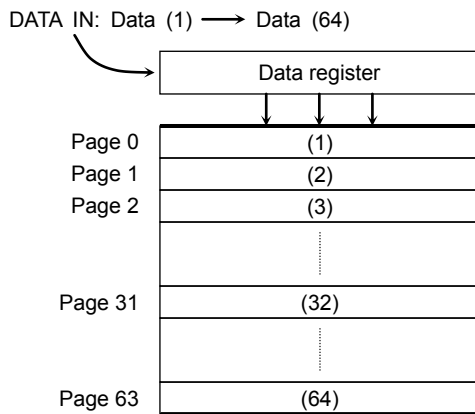 DATA IN: Data (1) Data (64)
Data register
Page 0 (1)
Page 1 (2)
Page 2 (3)
Page 31 (32)
Page 63 (64)